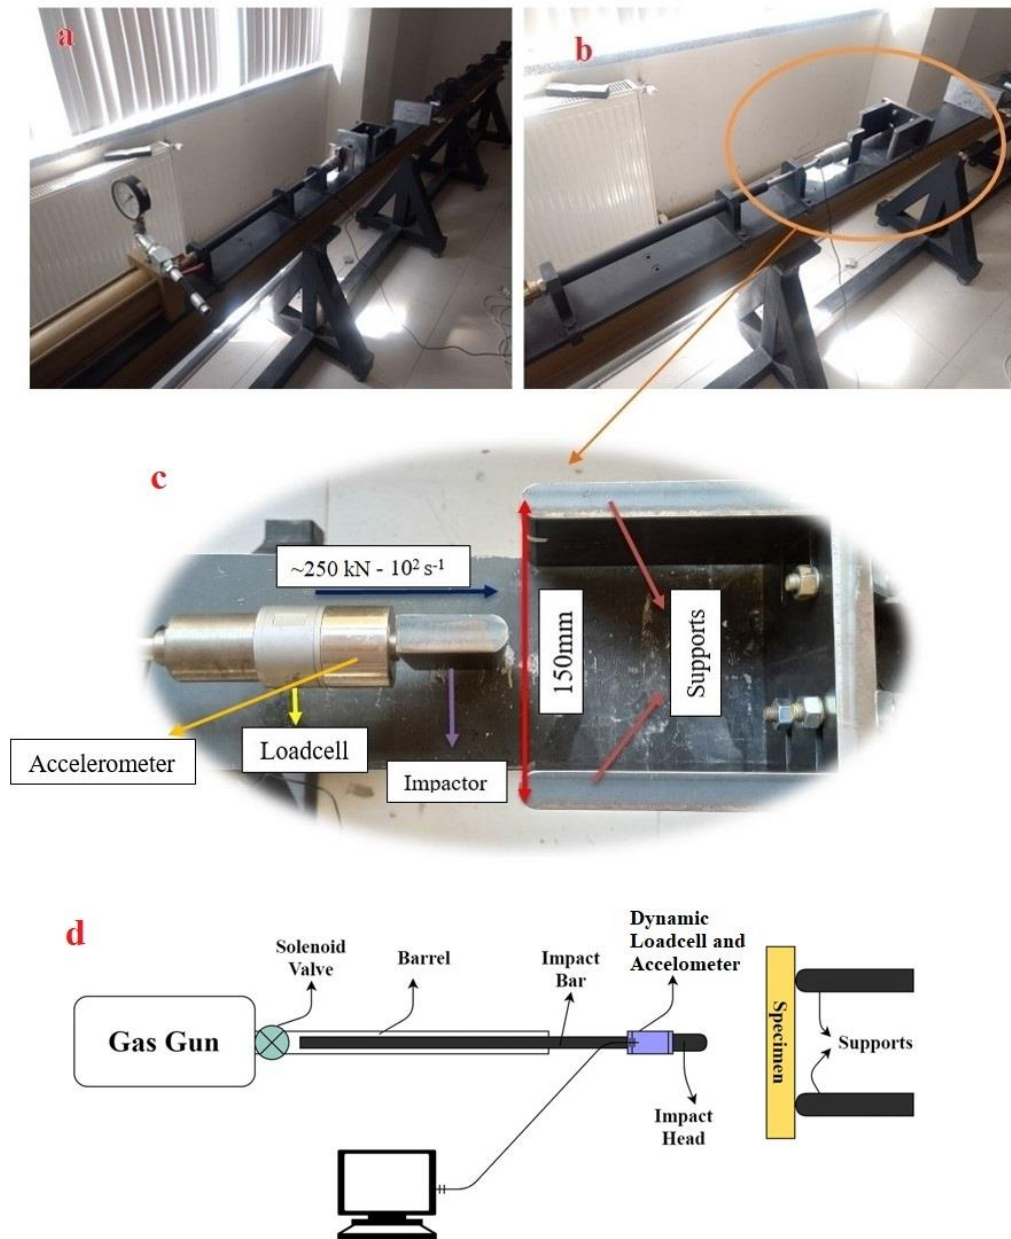 a
b
c
~250 kN - 10² s⁻¹
150mm
Supports
Accelerometer
Loadcell
Impactor
d
Solenoid
Valve
Barrel
Impact
Bar
Dynamic
Loadcell and
Accelometer
Gas Gun
Specimen
Supports
Impact
Head